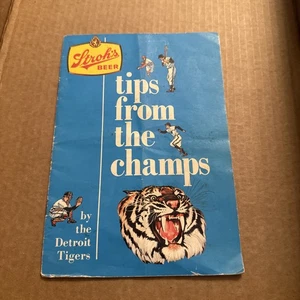 Stroh's
BEER
tips
from
the
champs
by
the
Detroit
Tigers